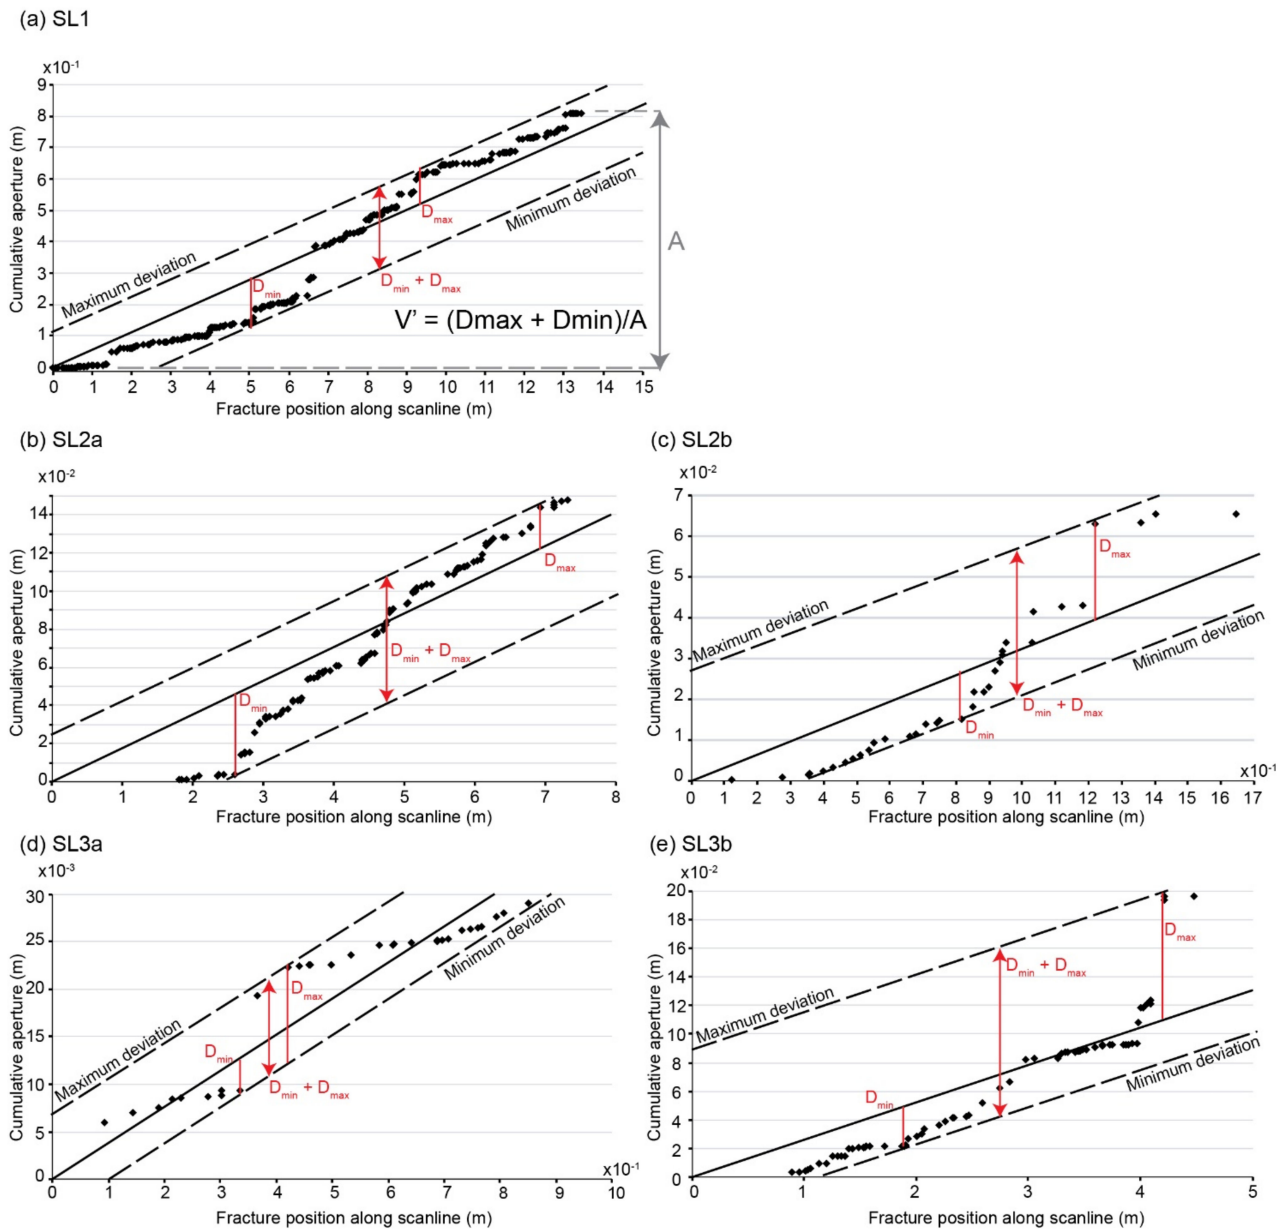 (a) SL1
x10-1
9
8
7
6
5
4
3
2
1
0
Cumulative aperture (m)
Maximum deviation
Minimum deviation
Dmin
Dmax
Dmin + Dmax
V' = (Dmax + Dmin)/A
A
0 1 2 3 4 5 6 7 8 9 10 11 12 13 14 15
Fracture position along scanline (m)
(b) SL2a
x10-2
14
12
10
8
6
4
2
0
Cumulative aperture (m)
Dmin
Dmin + Dmax
Dmax
0 1 2 3 4 5 6 7 8
Fracture position along scanline (m)
(c) SL2b
x10-2
7
6
5
4
3
2
1
0
Cumulative aperture (m)
Maximum deviation
Minimum deviation
Dmax
Dmin
Dmin + Dmax
x10-1
0 1 2 3 4 5 6 7 8 9 10 11 12 13 14 15 16 17
Fracture position along scanline (m)
(d) SL3a
x10-3
30
25
20
15
10
5
0
Cumulative aperture (m)
Maximum deviation
Minimum deviation
Dmax
Dmin
Dmin + Dmax
x10-1
0 1 2 3 4 5 6 7 8 9 10
Fracture position along scanline (m)
(e) SL3b
x10-2
20
18
16
14
12
10
8
6
4
2
0
Cumulative aperture (m)
Maximum deviation
Minimum deviation
Dmax
Dmin + Dmax
Dmin
0 1 2 3 4 5
Fracture position along scanline (m)